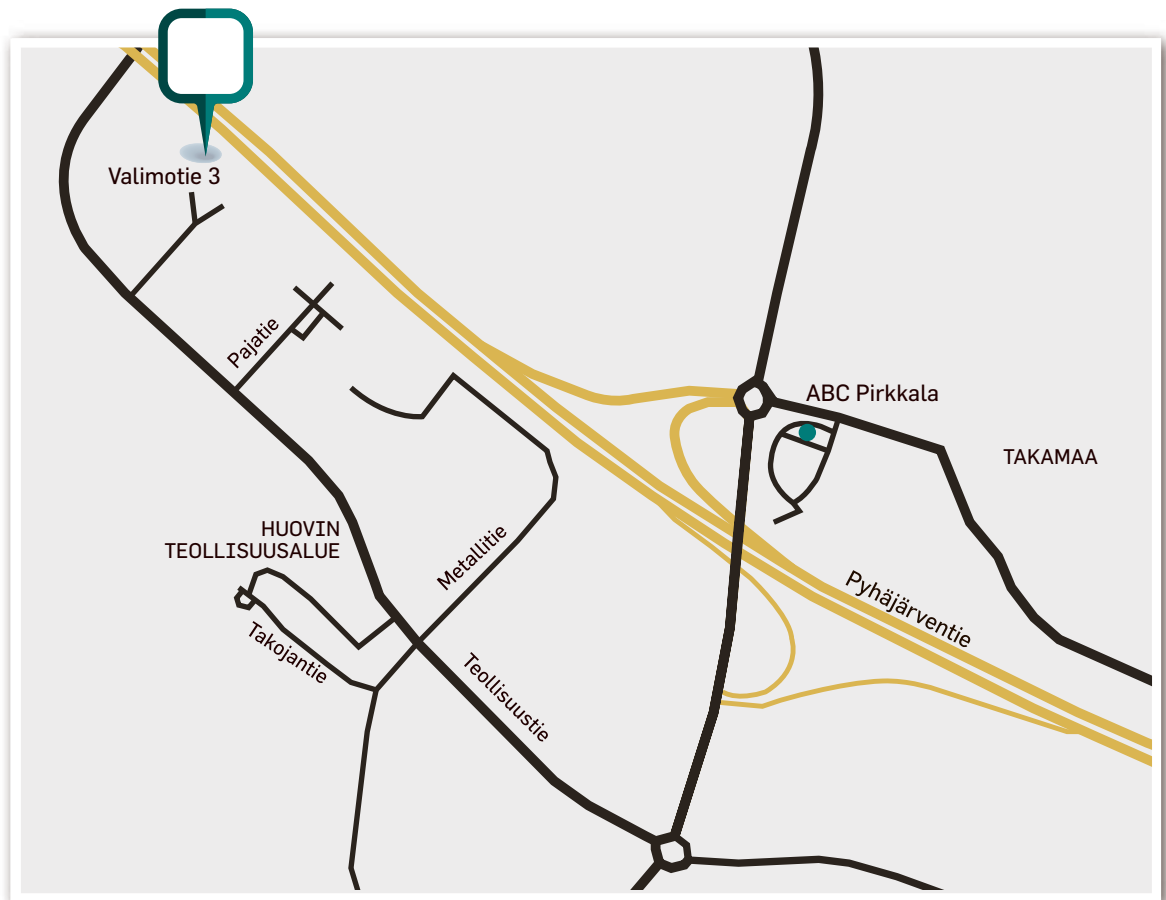 Valimotie 3
Pajatie
ABC Pirkkala
TAKAMAA
HUOVIN
TEOLLISUUSALUE
Metallitie
Pyhäjärventie
Takojantie
Teollisuustie